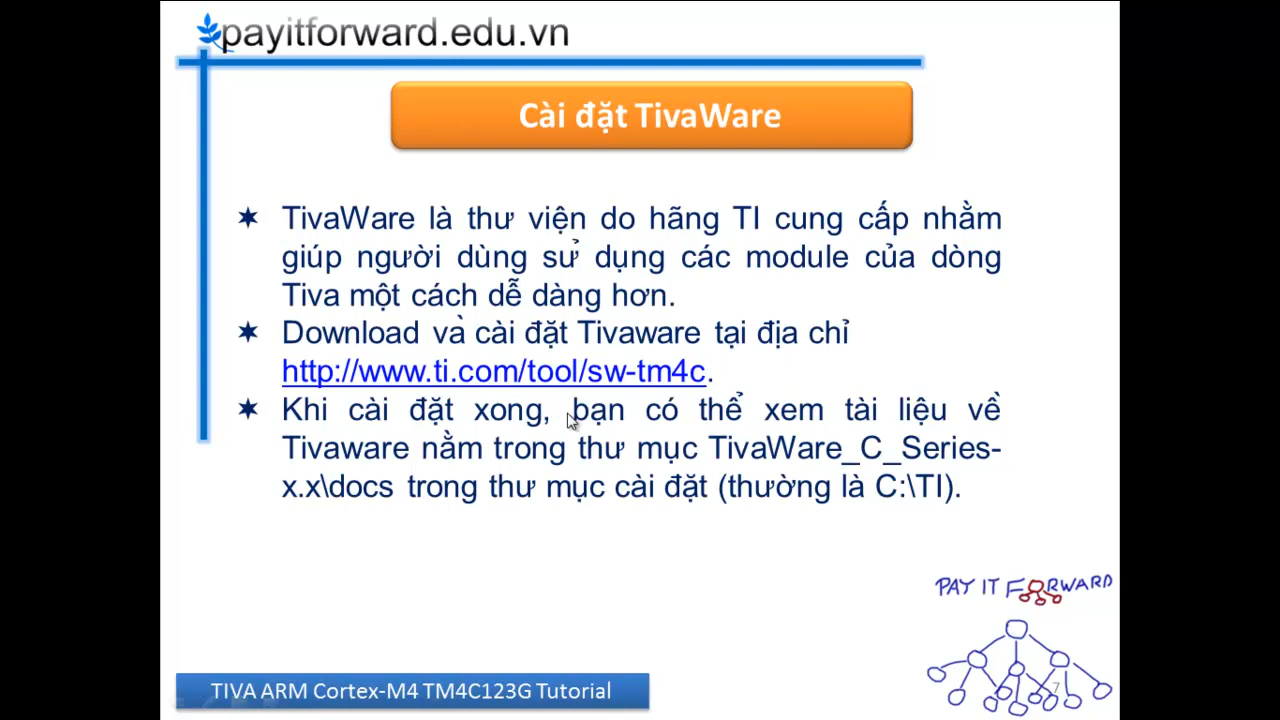 payitforward.edu.vn
Cài đặt TivaWare
TivaWare là thư viện do hãng TI cung cấp nhằm
giúp người dùng sử dụng các module của dòng
Tiva một cách dễ dàng hơn.
Download và cài đặt Tivaware tại địa chỉ
http://www.ti.com/tool/sw-tm4c.
Khi cài đặt xong, bạn có thể xem tài liệu về
Tivaware nằm trong thư mục TivaWare_C_Series-
x.x\docs trong thư mục cài đặt (thường là C:\TI).
PAY IT FORWARD
7
TIVA ARM Cortex-M4 TM4C123G Tutorial